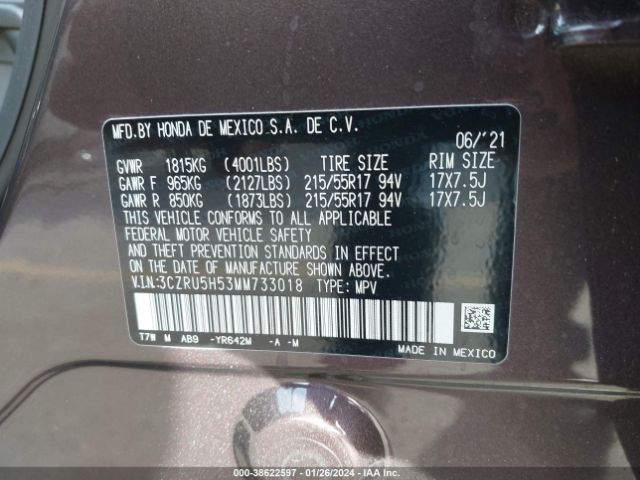 MFD.BY HONDA DE MEXICO S.A. DE C.V.
06/'21
GVWR 1815KG (4001LBS) TIRE SIZE RIM SIZE
GAWR F 965KG (2127LBS) 215/55R17 94V 17X7.5J
GAWR R 850KG (1873LBS) 215/55R17 94V 17X7.5J
THIS VEHICLE CONFORMS TO ALL APPLICABLE
FEDERAL MOTOR VEHICLE SAFETY
AND THEFT PREVENTION STANDARDS IN EFFECT
ON THE DATE OF MANUFACTURE SHOWN ABOVE.
V.I.N:3CZRU5H53MM733018 TYPE: MPV
T7W M AB9 -YR642M -A -M
MADE IN MEXICO
000-38622597 - 01/26/2024 - IAA Inc.